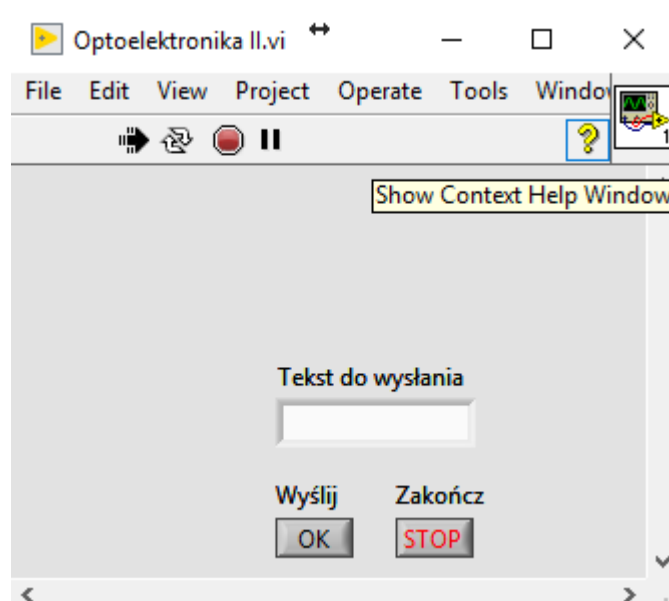 Optoelektronika II.vi
File Edit View Project Operate Tools Windo
?
1
Show Context Help Window
Tekst do wysłania
Wyślij Zakończ
OK STOP